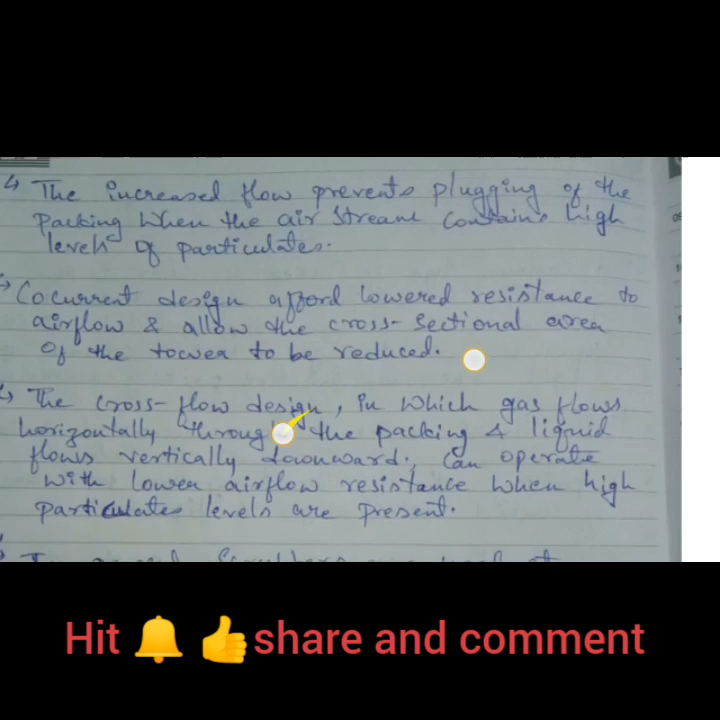 ↳ The increased flow prevents plugging of the
packing when the air stream contains high
levels of particulates.
↳ Cocurrent design afford lowered resistance to
airflow & allow the cross-sectional area
of the tower to be reduced.
↳ The cross-flow design, in which gas flows
horizontally through the packing & liquid
flows vertically downward; can operate
with lower airflow resistance when high
particulates levels are present.
Hit 🔔 👍 share and comment